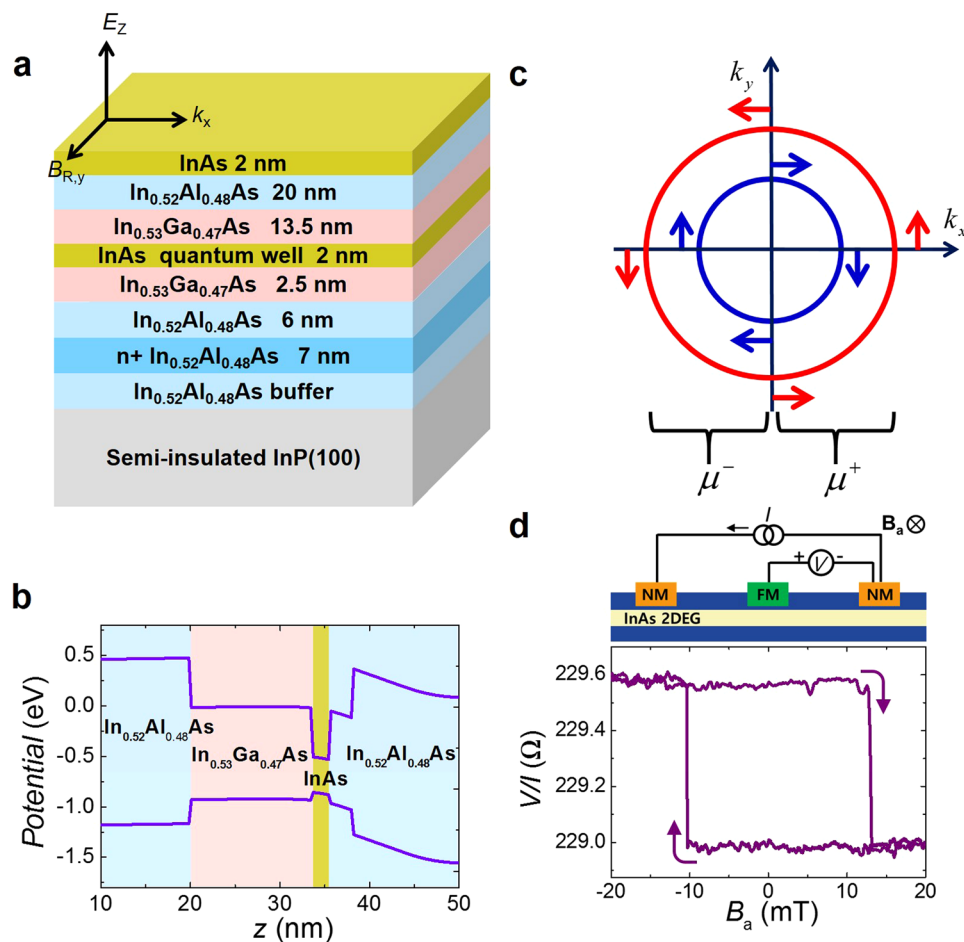 a
E_Z
k_x
B_R,y
InAs 2 nm
In0.52Al0.48As 20 nm
In0.53Ga0.47As 13.5 nm
InAs quantum well 2 nm
In0.53Ga0.47As 2.5 nm
In0.52Al0.48As 6 nm
n+ In0.52Al0.48As 7 nm
In0.52Al0.48As buffer
Semi-insulated InP(100)
c
k_y
k_x
μ⁻
μ⁺
b
Potential (eV)
0.5
0.0
-0.5
-1.0
-1.5
In0.52Al0.48As
In0.53Ga0.47As
InAs
In0.52Al0.48As
10 20 30 40 50
z (nm)
d
I
B_a ⊗
+ V -
NM FM NM
InAs 2DEG
V/I (Ω)
229.6
229.4
229.2
229.0
-20 -10 0 10 20
B_a (mT)